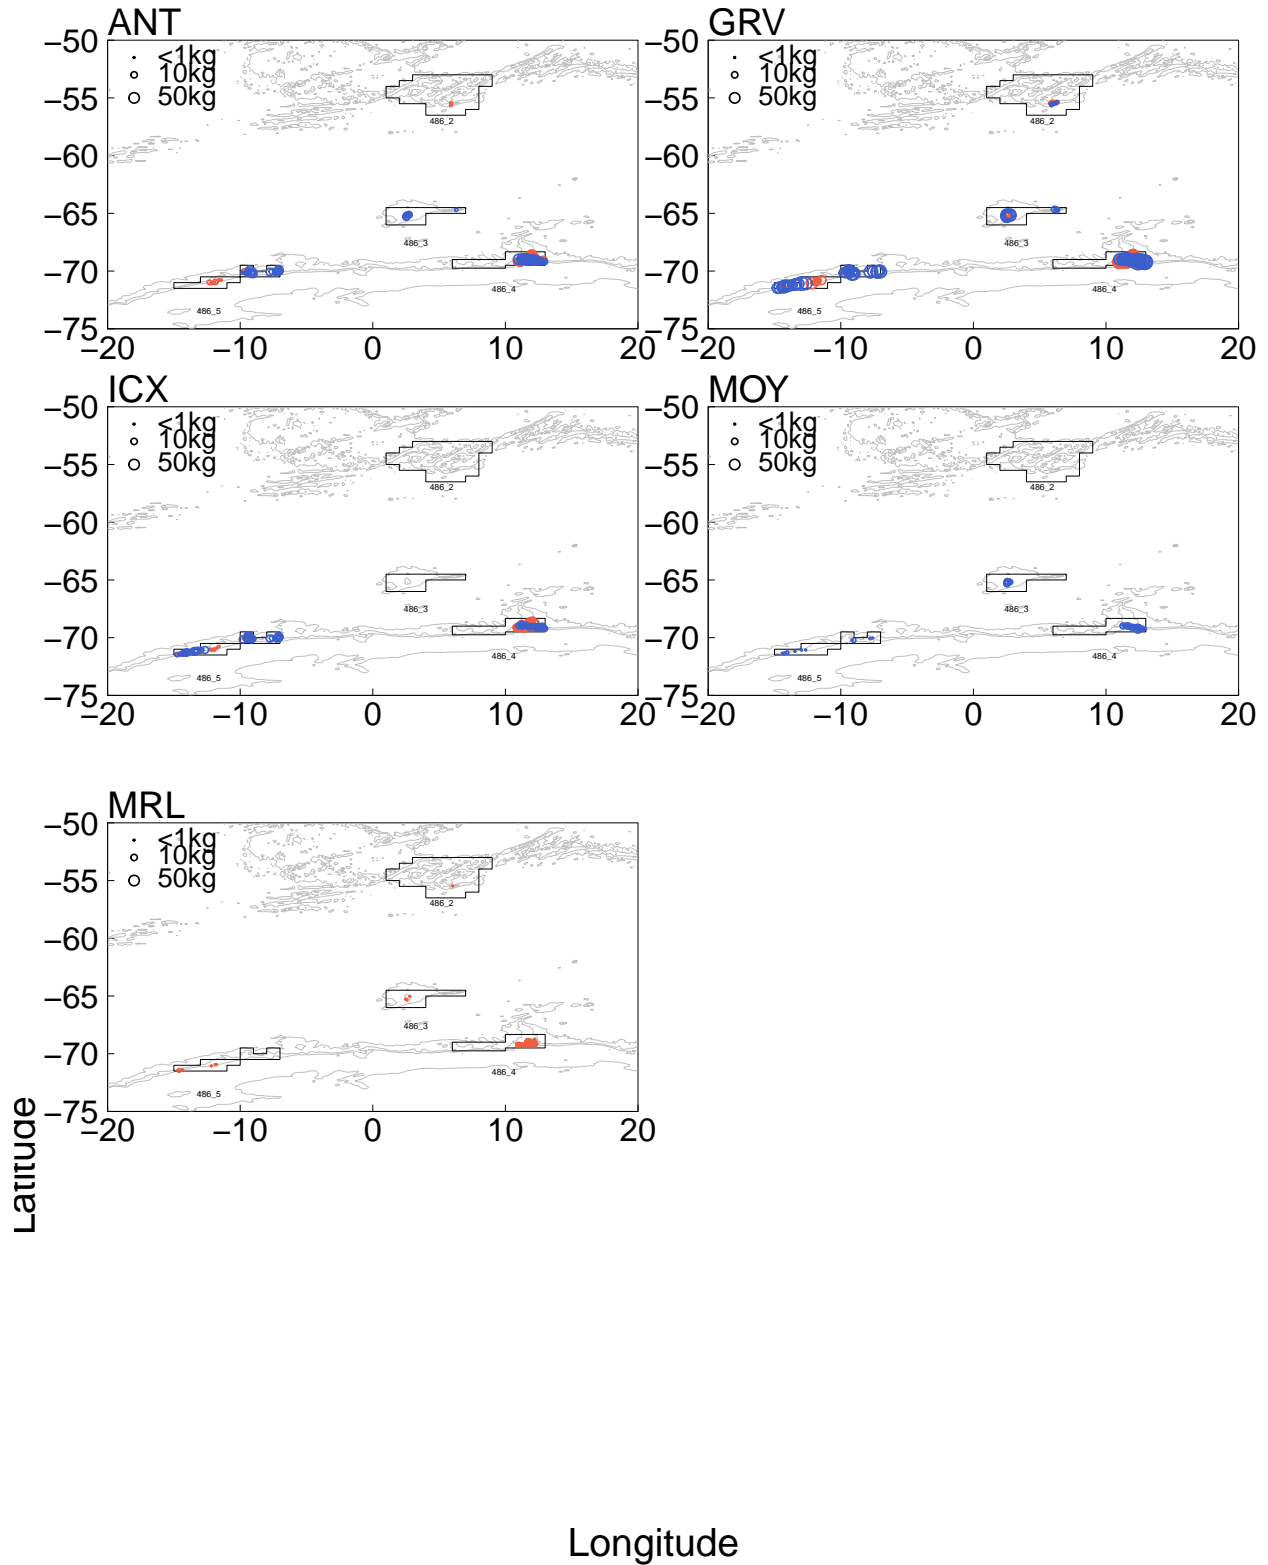 ANT GRV
−50 −50
<1kg <1kg
10kg 10kg
50kg 50kg
−55 −55
486_2 486_2
−60 −60
−65 −65
486_3 486_3
−70 −70
486_4 486_4
486_5 486_5
−75 −75
−20 −10 0 10 20 −20 −10 0 10 20
ICX MOY
−50 −50
<1kg <1kg
10kg 10kg
50kg 50kg
−55 −55
486_2 486_2
−60 −60
−65 −65
486_3 486_3
−70 −70
486_4 486_4
486_5 486_5
−75 −75
−20 −10 0 10 20 −20 −10 0 10 20
MRL
−50
<1kg
10kg
50kg
−55
486_2
−60
−65
486_3
−70
486_4
486_5
−75
−20 −10 0 10 20
Latitude
Longitude